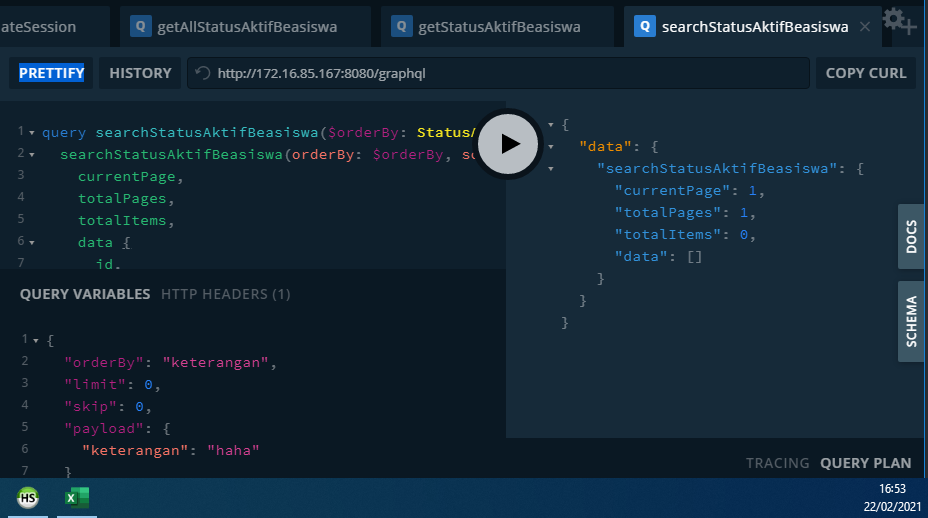 ateSession
Q getAllStatusAktifBeasiswa
Q getStatusAktifBeasiswa
Q searchStatusAktifBeasiswa
PRETTIFY
HISTORY
http://172.16.85.167:8080/graphql
COPY CURL
1 query searchStatusAktifBeasiswa($orderBy: Status
2 searchStatusAktifBeasiswa(orderBy: $orderBy,
3 currentPage,
4 totalPages,
5 totalItems,
6 data {
7 id,
{
"data": {
"searchStatusAktifBeasiswa": {
"currentPage": 1,
"totalPages": 1,
"totalItems": 0,
"data": []
}
}
}
DOCS
SCHEMA
QUERY VARIABLES
HTTP HEADERS (1)
1 {
2 "orderBy": "keterangan",
3 "limit": 0,
4 "skip": 0,
5 "payload": {
6 "keterangan": "haha"
7 }
TRACING
QUERY PLAN
HS
X
16:53
22/02/2021